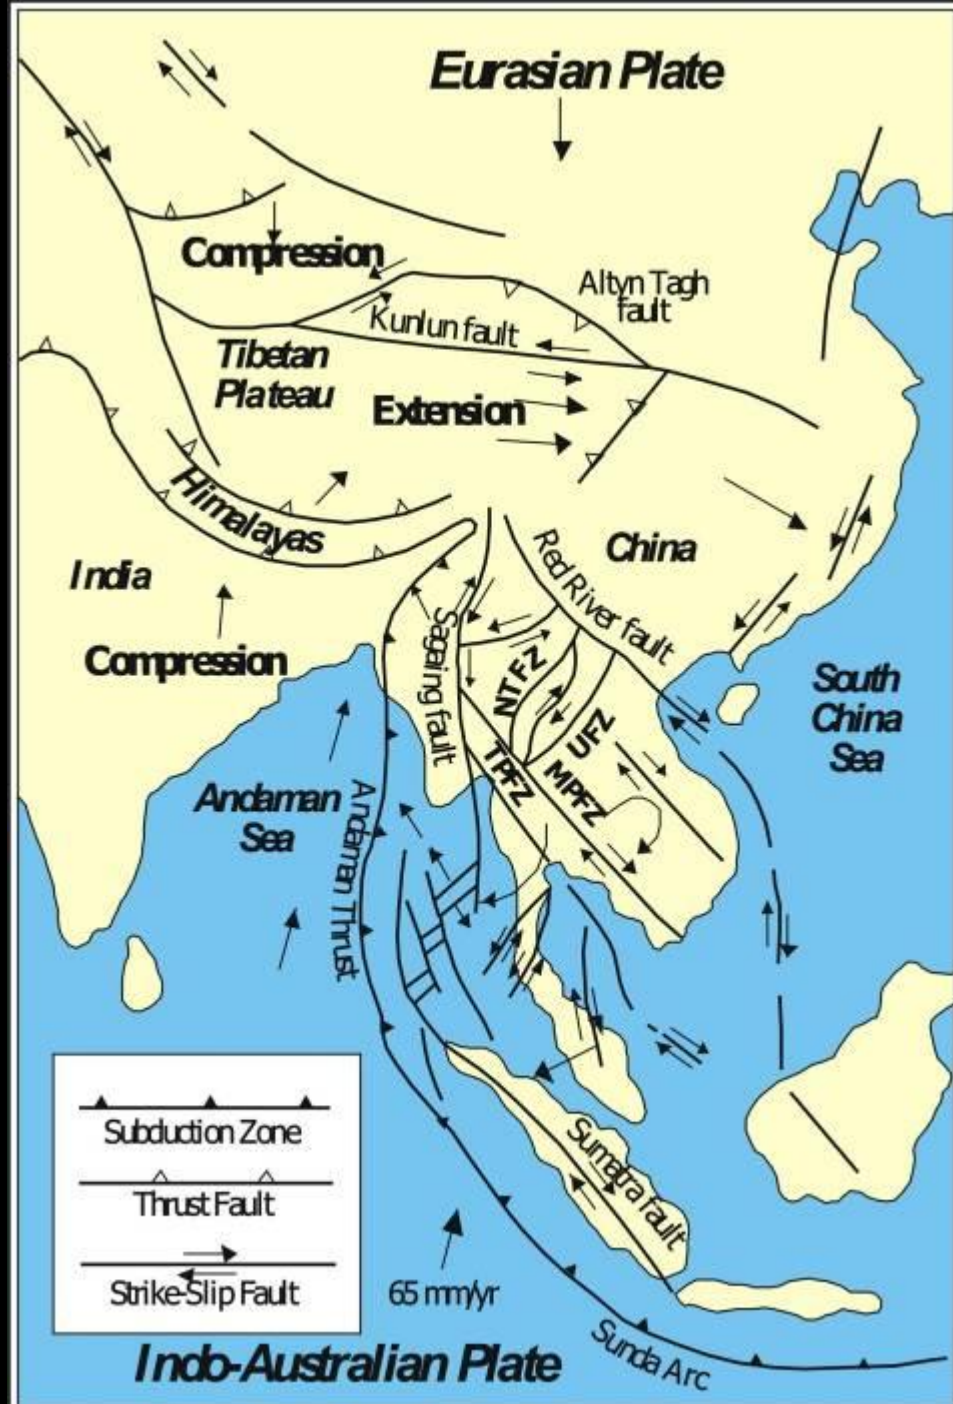 Eurasian Plate
Compression
Altyn Tagh
fault
Kunlun fault
Tibetan
Plateau
Extension
Himalayas
India
China
Red River fault
Compression
Sagaing fault
NTFZ
UFZ
TPFZ
MPFZ
South
China
Sea
Andaman
Sea
Andaman Thrust
Subduction Zone
Thrust Fault
Strike-Slip Fault
Sumatra fault
65 mm/yr
Sunda Arc
Indo-Australian Plate